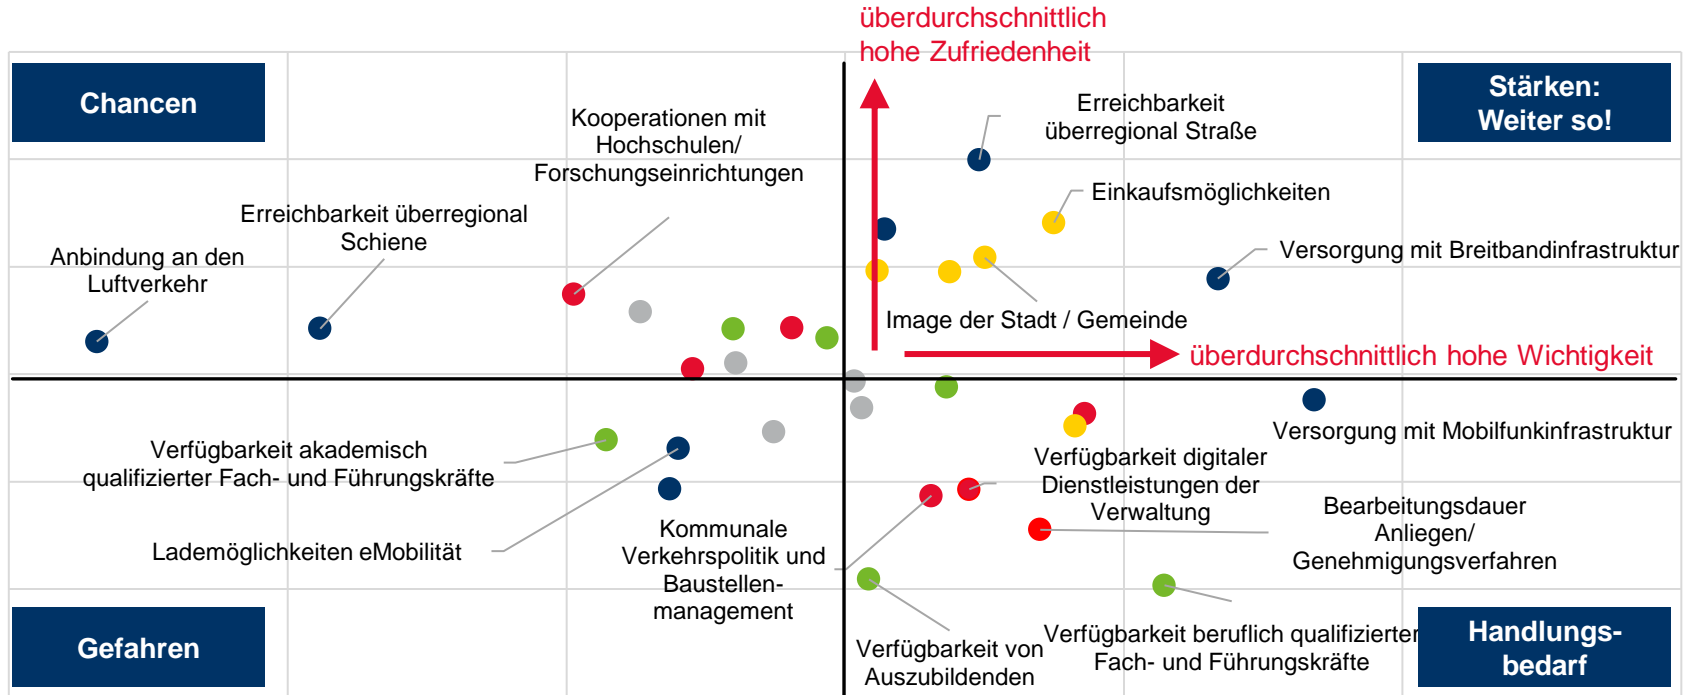 überdurchschnittlich
hohe Zufriedenheit
Chancen
Stärken:
Weiter so!
Kooperationen mit
Hochschulen/
Forschungseinrichtungen
Erreichbarkeit
überregional Straße
Einkaufsmöglichkeiten
Erreichbarkeit überregional
Schiene
Anbindung an den
Luftverkehr
Versorgung mit Breitbandinfrastruktur
Image der Stadt / Gemeinde
überdurchschnittlich hohe Wichtigkeit
Versorgung mit Mobilfunkinfrastruktur
Verfügbarkeit akademisch
qualifizierter Fach- und Führungskräfte
Verfügbarkeit digitaler
Dienstleistungen der
Verwaltung
Bearbeitungsdauer
Anliegen/
Genehmigungsverfahren
Lademöglichkeiten eMobilität
Kommunale
Verkehrspolitik und
Baustellen-
management
Gefahren
Verfügbarkeit von
Auszubildenden
Verfügbarkeit beruflich qualifizierter
Fach- und Führungskräfte
Handlungs-
bedarf